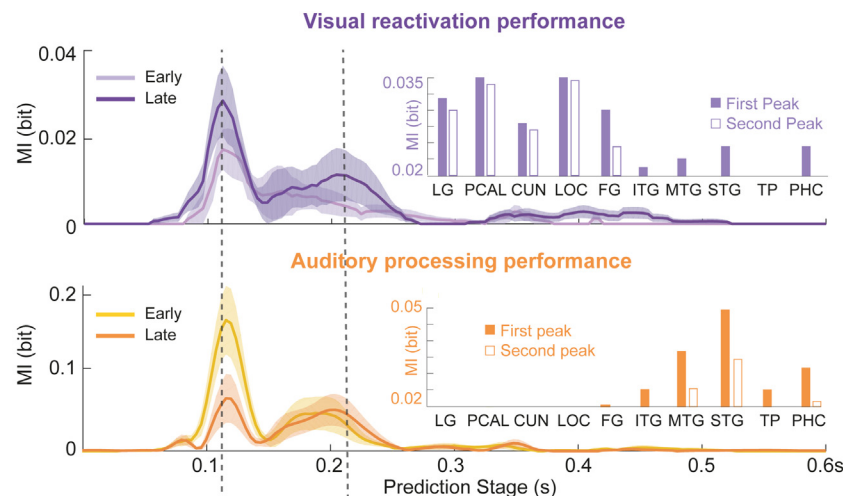 Visual reactivation performance
0.04
0.02
0
MI (bit)
Early
Late
0.035
0.02
MI (bit)
First Peak
Second Peak
LG PCAL CUN LOC FG ITG MTG STG TP PHC
Auditory processing performance
0.2
0.1
0
MI (bit)
Early
Late
0.05
0.02
MI (bit)
First peak
Second peak
LG PCAL CUN LOC FG ITG MTG STG TP PHC
0.1 0.2 0.3 0.4 0.5 0.6s
Prediction Stage (s)